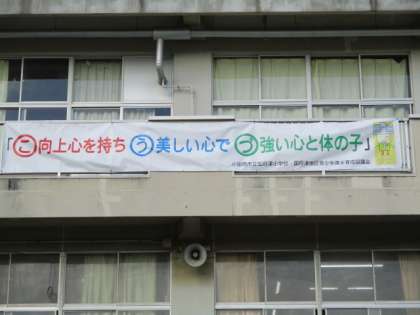 「こ向上心を持ち う美しい心で づ強い心と体の子」